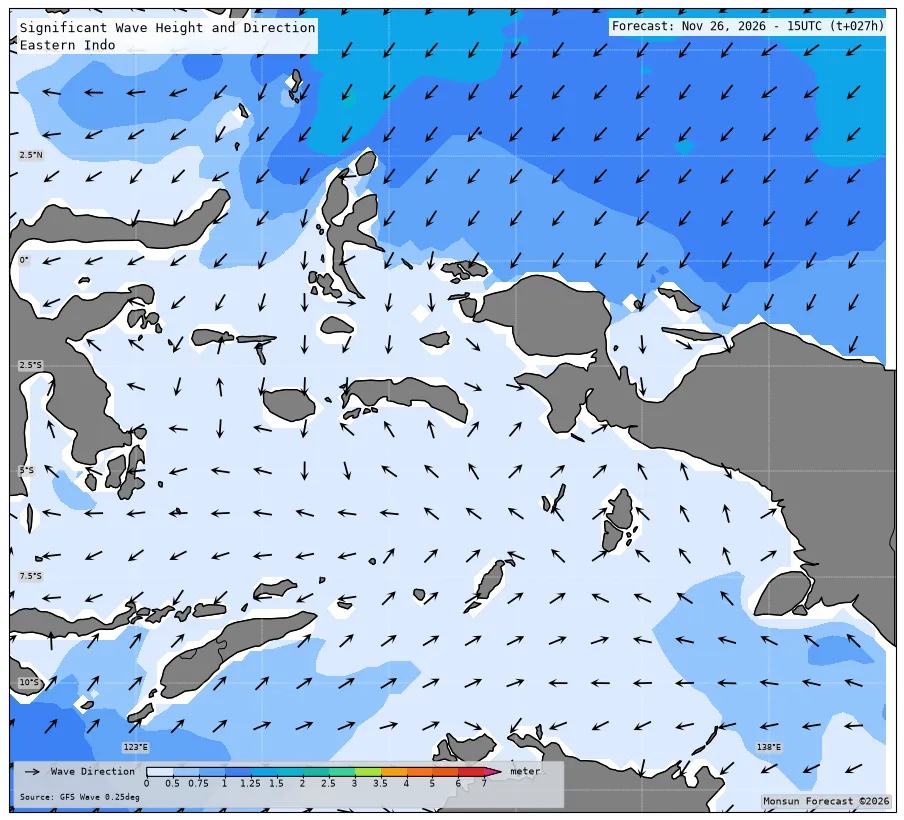 Significant Wave Height and Direction
Eastern Indo
Forecast: Nov 26, 2026 - 15UTC (t+027h)
2.5°N
0°
2.5°S
5°S
7.5°S
10°S
123°E
138°E
Wave Direction
meter
0 0.5 0.75 1 1.25 1.5 2 2.5 3 3.5 4 5 6 7
Source: GFS Wave 0.25deg
Monsun Forecast ©2026